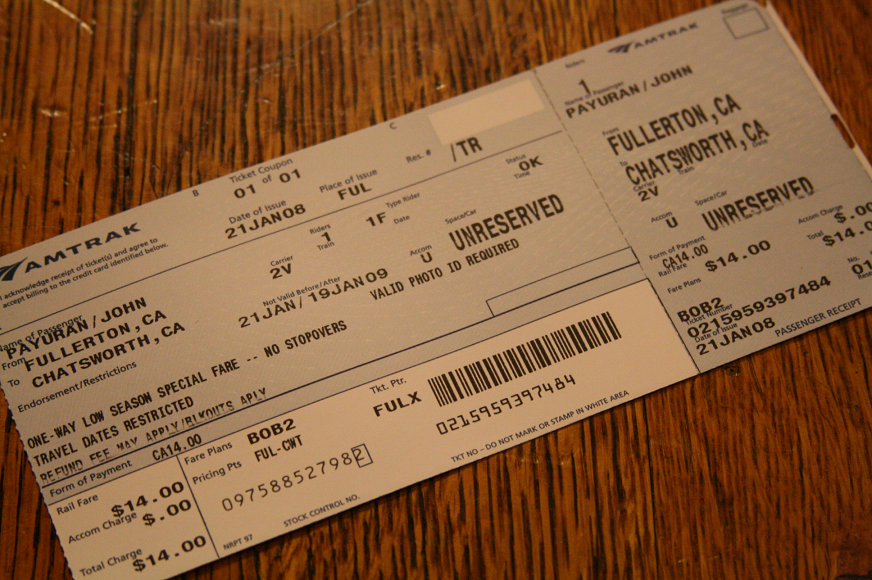 B
C
Ticket Coupon
01 of 01
Place of Issue
FUL
Res. #
/TR
Date of Issue
21JAN08
Status
OK
Time
AMTRAK
I acknowledge receipt of ticket(s) and agree to
accept billing to the credit card identified below.
Riders
1
Train
Type Rider
1F
Date
Space/Car
UNRESERVED
Carrier
2V
Accom
U
Not Valid Before/After
21JAN/19JAN09
VALID PHOTO ID REQUIRED
Name of Passenger
PAYURAN/JOHN
From
FULLERTON,CA
To
CHATSWORTH,CA
Endorsement/Restrictions
ONE-WAY LOW SEASON SPECIAL FARE -- NO STOPOVERS
TRAVEL DATES RESTRICTED
REFUND FEE MAY APPLY/BLKOUTS APLY
Form of Payment
CA14.00
Rail Fare
$14.00
Accom Charge
$.00
Total Charge
$14.00
Fare Plans
BOB2
Pricing Pts
FUL-CWT
097588527982
NRPT 97
STOCK CONTROL NO.
Tkt. Ptr.
FULX
0215959397484
TKT NO – DO NOT MARK OR STAMP IN WHITE AREA
AMTRAK
Riders
1
Name of Passenger
PAYURAN/JOHN
From
FULLERTON,CA
To
CHATSWORTH,CA
Carrier
2V
Train
Date
Accom
U
Space/Car
UNRESERVED
Form of Payment
CA14.00
Accom Charge
$.00
Rail Fare
$14.00
Total
$14.0
Fare Plans
BOB2
Ticket Number
0215959397484
No.
01
Date of Issue
21JAN08
PASSENGER RECEIPT